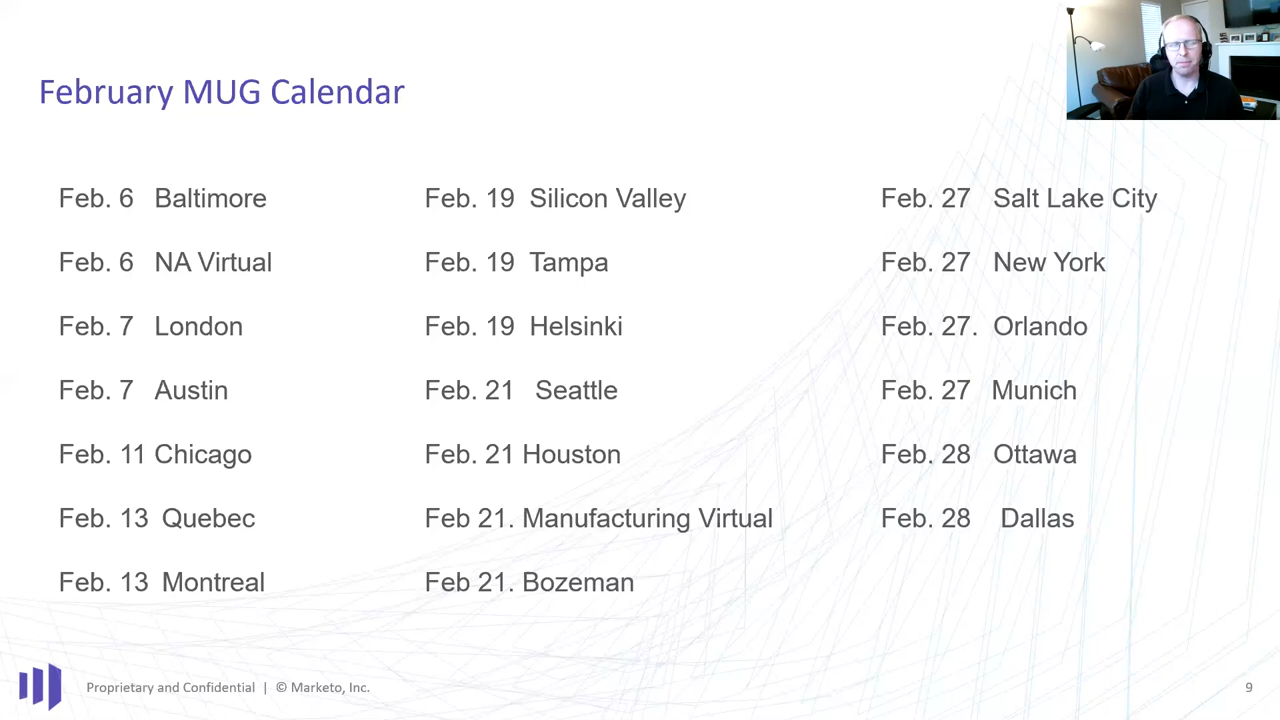 February MUG Calendar
Feb. 6 Baltimore
Feb. 6 NA Virtual
Feb. 7 London
Feb. 7 Austin
Feb. 11 Chicago
Feb. 13 Quebec
Feb. 13 Montreal
Feb. 19 Silicon Valley
Feb. 19 Tampa
Feb. 19 Helsinki
Feb. 21 Seattle
Feb. 21 Houston
Feb 21. Manufacturing Virtual
Feb 21. Bozeman
Feb. 27 Salt Lake City
Feb. 27 New York
Feb. 27. Orlando
Feb. 27 Munich
Feb. 28 Ottawa
Feb. 28 Dallas
Proprietary and Confidential | © Marketo, Inc.
9